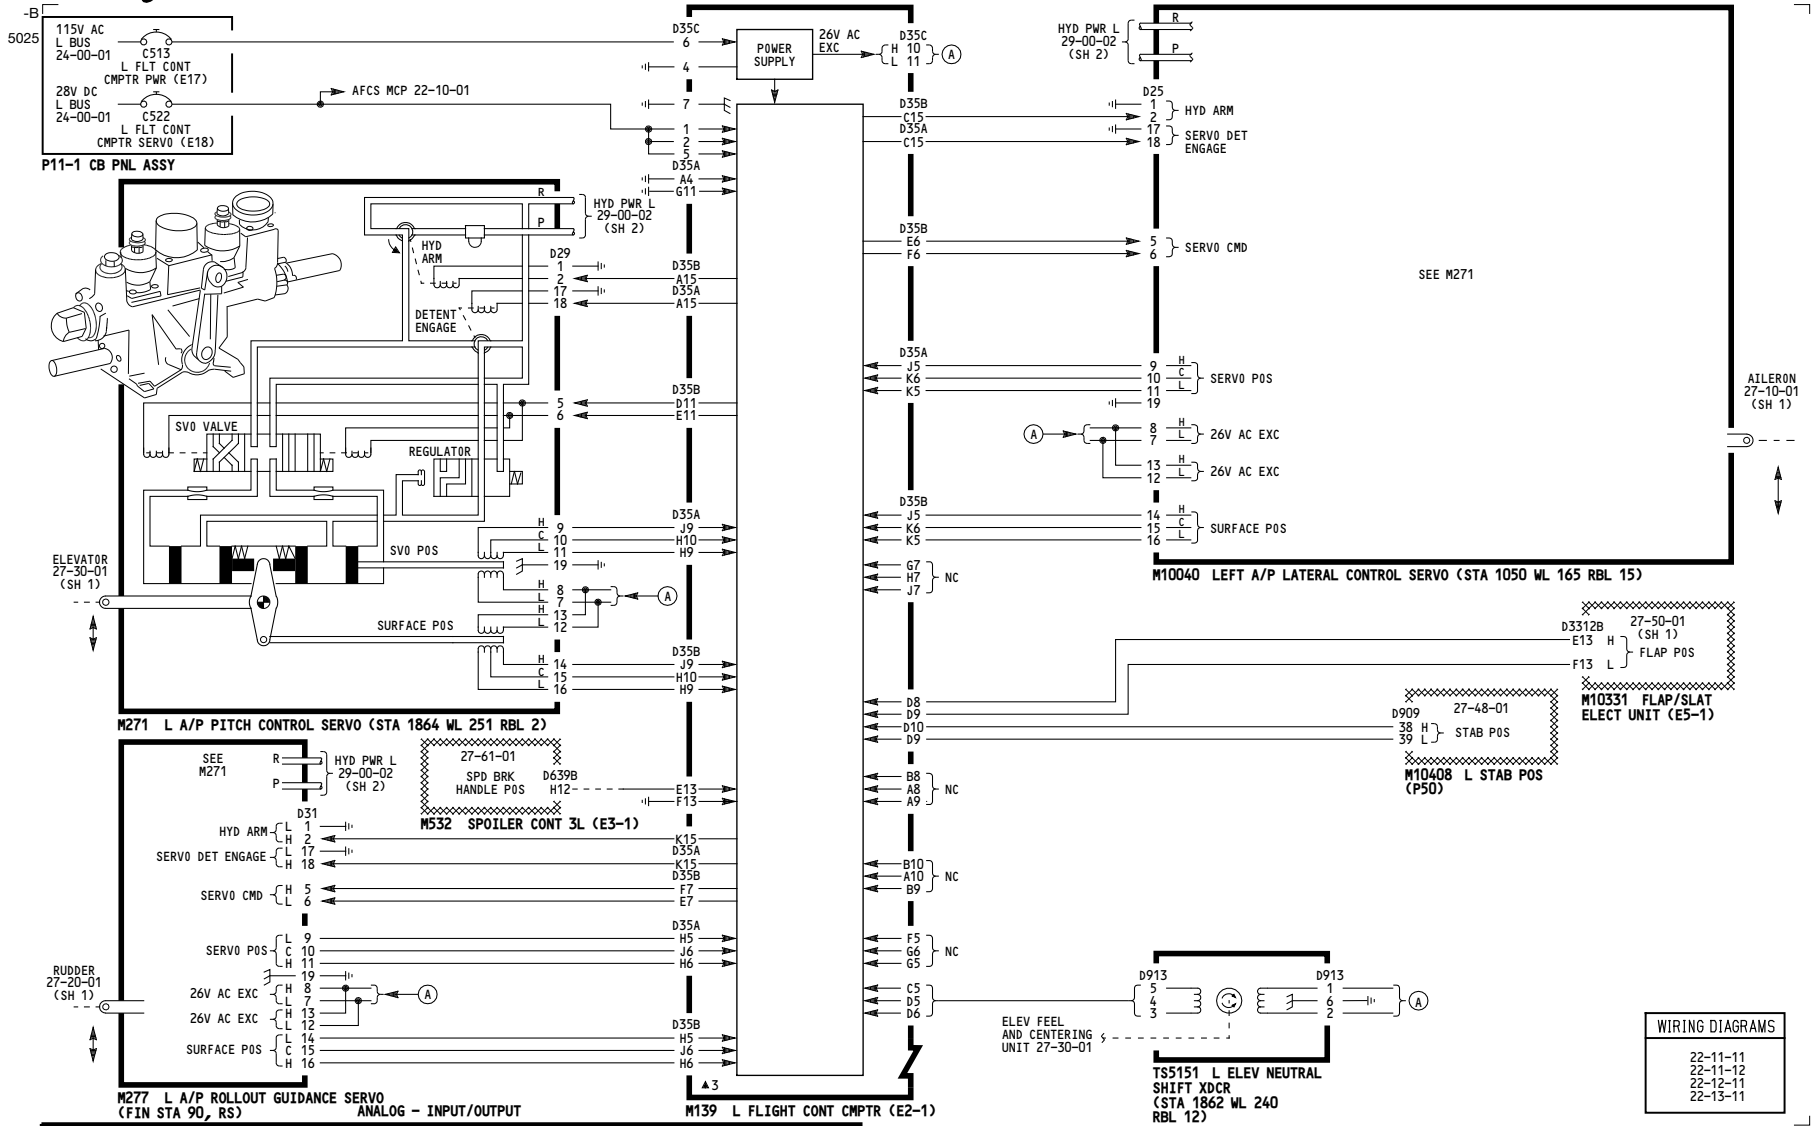 -B
5025
115V AC
L BUS
24-00-01
C513
L FLT CONT
CMPTR PWR (E17)
28V DC
L BUS
24-00-01
C522
L FLT CONT
CMPTR SERVO (E18)
P11-1 CB PNL ASSY
AFCS MCP 22-10-01
D35C
6
4
7
1
2
5
D35A
A4
G11
POWER
SUPPLY
26V AC
EXC
D35C
H 10
L 11
A
HYD PWR L
29-00-02
(SH 2)
R
P
D35B
C15
D35A
C15
D25
1
2
HYD ARM
17
18
SERVO DET
ENGAGE
D35B
E6
F6
5
6
SERVO CMD
SEE M271
D35A
J5
K6
K5
9 H
10 C
11 L
SERVO POS
19
A
8 H
7 L
26V AC EXC
13 H
12 L
26V AC EXC
D35B
J5
K6
K5
14 H
15 C
16 L
SURFACE POS
AILERON
27-10-01
(SH 1)
M10040 LEFT A/P LATERAL CONTROL SERVO (STA 1050 WL 165 RBL 15)
R
P
HYD PWR L
29-00-02
(SH 2)
HYD
ARM
DETENT
ENGAGE
D29
1
2
17
18
D35B
A15
D35A
A15
5
6
D35B
D11
E11
SVO VALVE
REGULATOR
SVO POS
H 9
C 10
L 11
19
D35A
J9
H10
H9
H 8
L 7
H 13
L 12
A
SURFACE POS
H 14
C 15
L 16
D35B
J9
H10
H9
ELEVATOR
27-30-01
(SH 1)
M271 L A/P PITCH CONTROL SERVO (STA 1864 WL 251 RBL 2)
G7
H7
J7
NC
D8
D9
D10
D9
D3312B
E13 H
F13 L
27-50-01
(SH 1)
FLAP POS
M10331 FLAP/SLAT
ELECT UNIT (E5-1)
D909
38 H
39 L
27-48-01
STAB POS
M10408 L STAB POS
(P50)
SEE
M271
R
P
HYD PWR L
29-00-02
(SH 2)
27-61-01
SPD BRK
HANDLE POS
D639B
H12
M532 SPOILER CONT 3L (E3-1)
E13
F13
B8
A8
A9
NC
D31
HYD ARM
L 1
H 2
SERVO DET ENGAGE
L 17
H 18
K15
D35A
K15
D35B
F7
E7
SERVO CMD
H 5
L 6
B10
A10
B9
NC
SERVO POS
L 9
C 10
H 11
19
D35A
H5
J6
H6
F5
G6
G5
NC
26V AC EXC
H 8
L 7
26V AC EXC
H 13
L 12
A
SURFACE POS
L 14
C 15
H 16
D35B
H5
J6
H6
RUDDER
27-20-01
(SH 1)
M277 L A/P ROLLOUT GUIDANCE SERVO
(FIN STA 90, RS)
ANALOG - INPUT/OUTPUT
▲3
M139 L FLIGHT CONT CMPTR (E2-1)
C5
D5
D6
D913
5
4
3
D913
1
6
2
A
ELEV FEEL
AND CENTERING
UNIT 27-30-01
TS5151 L ELEV NEUTRAL
SHIFT XDCR
(STA 1862 WL 240
RBL 12)
WIRING DIAGRAMS
22-11-11
22-11-12
22-12-11
22-13-11